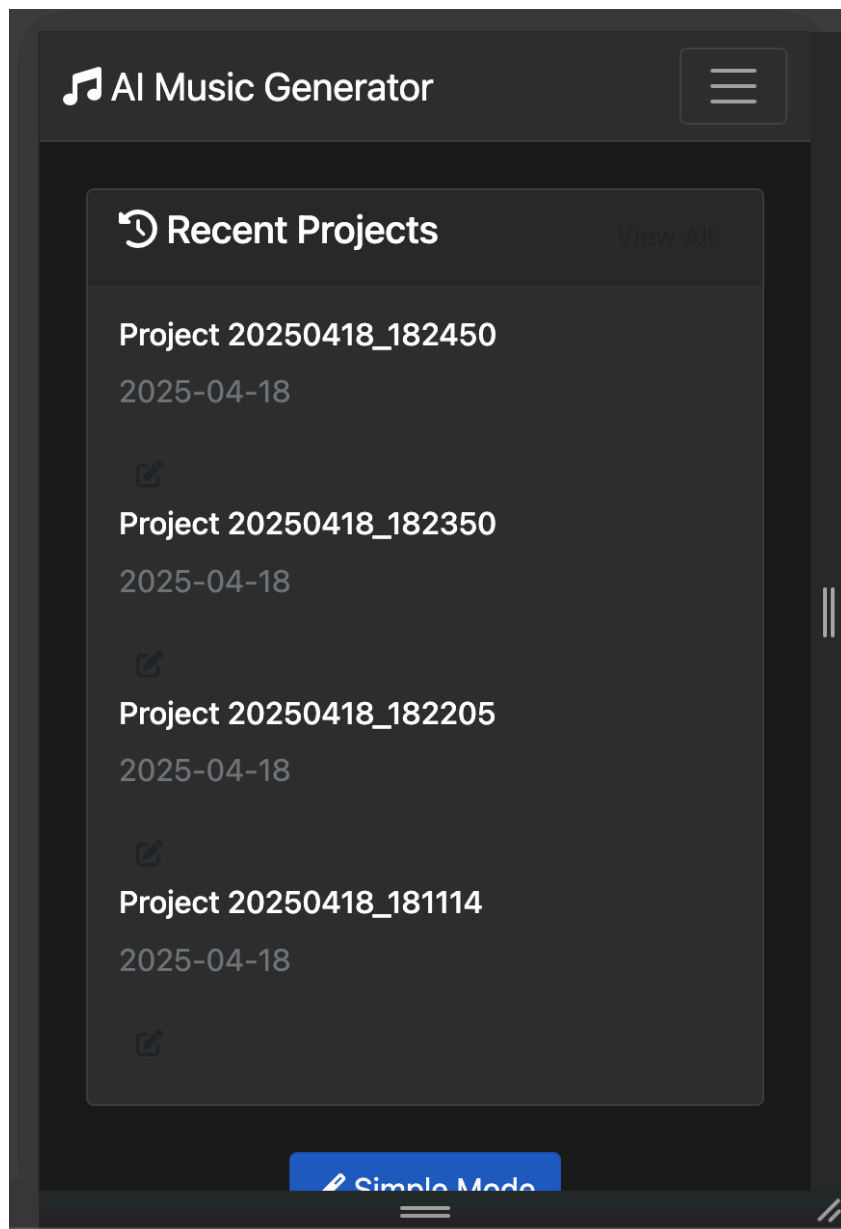 AI Music Generator
Recent Projects
View All
Project 20250418_182450
2025-04-18
Project 20250418_182350
2025-04-18
Project 20250418_182205
2025-04-18
Project 20250418_181114
2025-04-18
Simple Mode